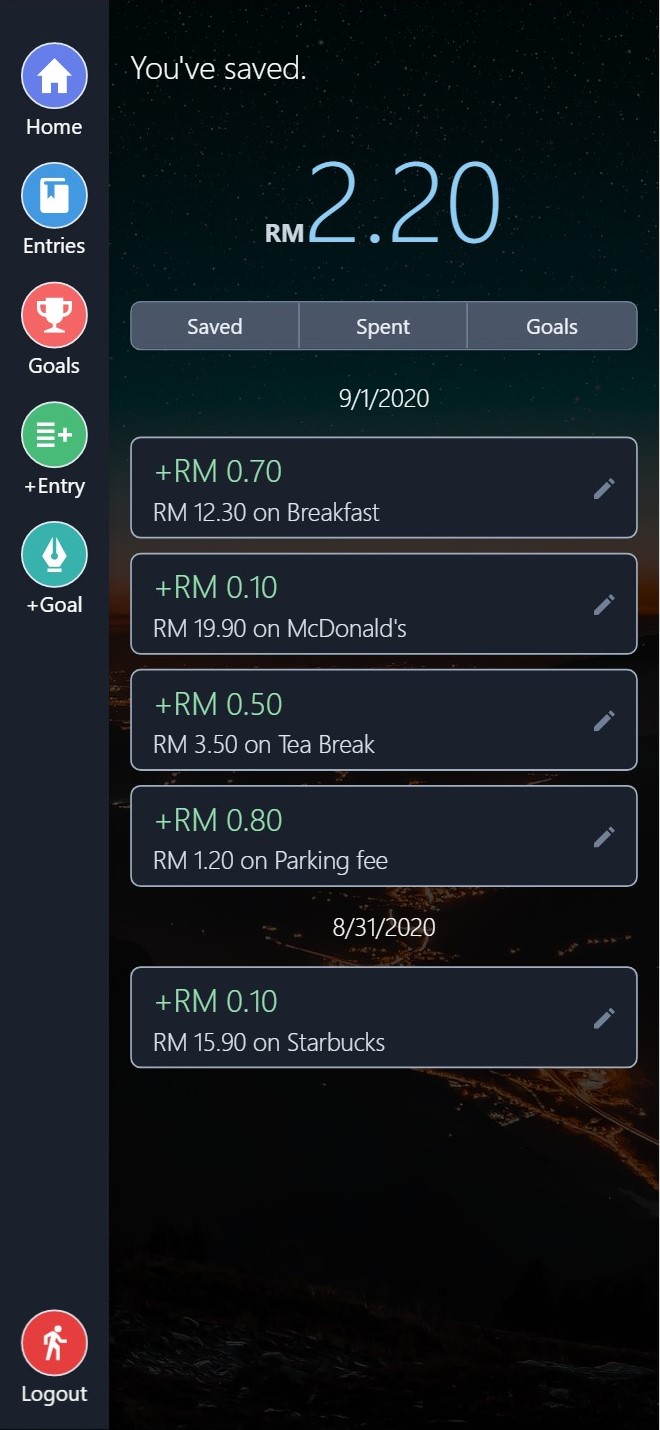 Home
Entries
Goals
+Entry
+Goal
Logout
You've saved.
RM2.20
Saved Spent Goals
9/1/2020
+RM 0.70
RM 12.30 on Breakfast
+RM 0.10
RM 19.90 on McDonald's
+RM 0.50
RM 3.50 on Tea Break
+RM 0.80
RM 1.20 on Parking fee
8/31/2020
+RM 0.10
RM 15.90 on Starbucks